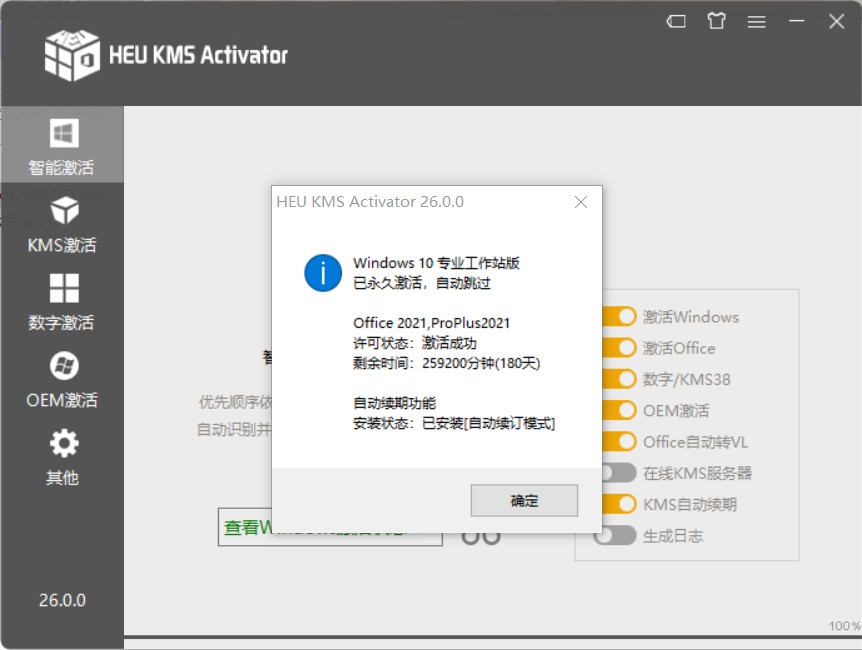 HEU KMS Activator
智能激活
KMS激活
数字激活
OEM激活
其他
26.0.0
HEU KMS Activator 26.0.0
Windows 10 专业工作站版
已永久激活，自动跳过
Office 2021,ProPlus2021
许可状态：激活成功
剩余时间：259200分钟(180天)
自动续期功能
安装状态：已安装[自动续订模式]
确定
智
优先顺序依
自动识别并
查看W
激活Windows
激活Office
数字/KMS38
OEM激活
Office自动转VL
在线KMS服务器
KMS自动续期
生成日志
100%